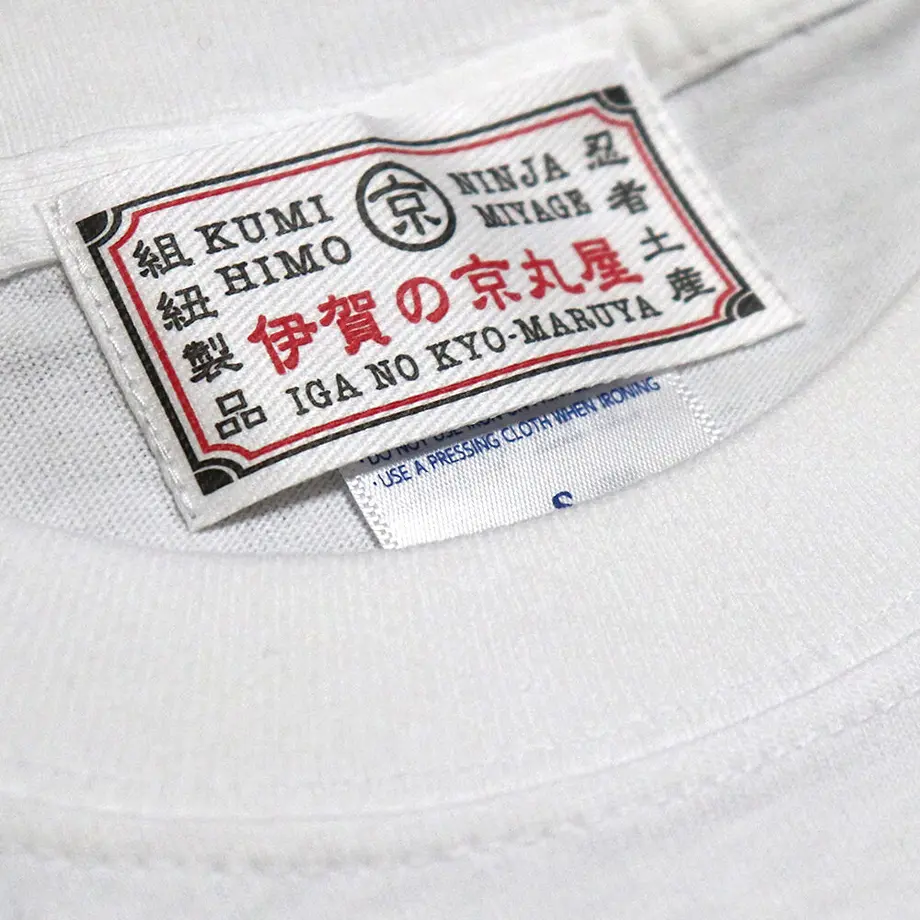 組紐製品
KUMI
HIMO
京
NINJA
MIYAGE
忍者土産
伊賀の京丸屋
IGA NO KYO-MARUYA
· USE A PRESSING CLOTH WHEN IRONING
S